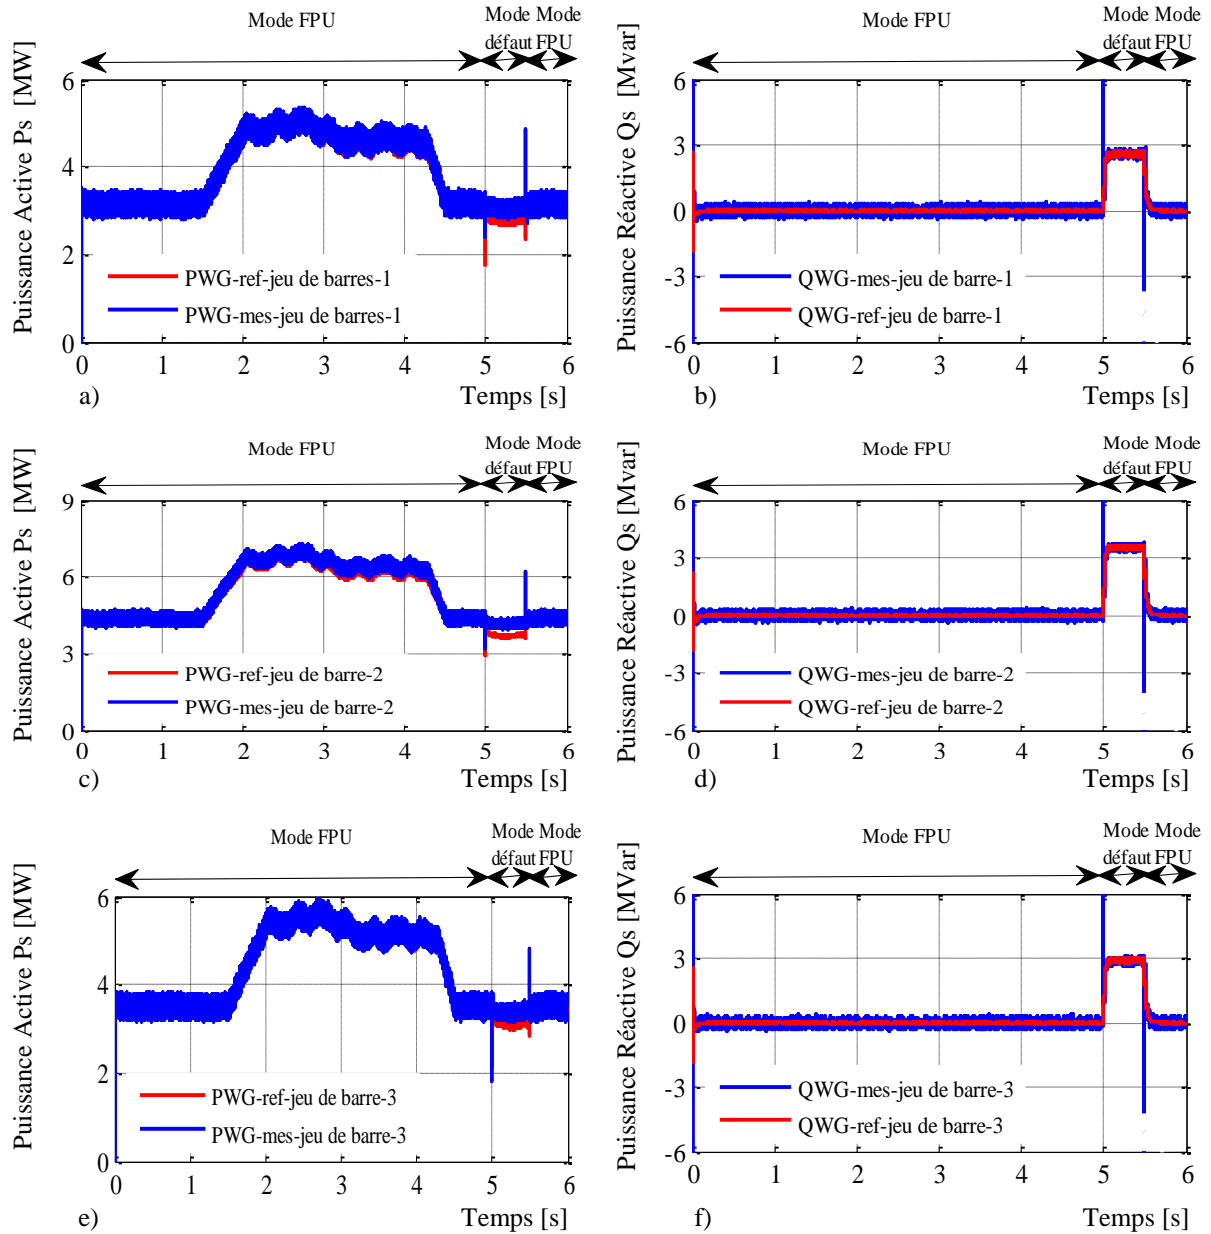 Mode FPU
Mode Mode
défaut FPU
Puissance Active Ps [MW]
6
4
2
0
PWG-ref-jeu de barres-1
PWG-mes-jeu de barres-1
0 1 2 3 4 5 6
a) Temps [s]
Mode FPU
Mode Mode
défaut FPU
Puissance Réactive Qs [Mvar]
6
3
0
-3
-6
QWG-mes-jeu de barre-1
QWG-ref-jeu de barre-1
0 1 2 3 4 5 6
b) Temps [s]
Mode FPU
Mode Mode
défaut FPU
Puissance Active Ps [MW]
9
6
3
0
PWG-ref-jeu de barre-2
PWG-mes-jeu de barre-2
0 1 2 3 4 5 6
c) Temps [s]
Mode FPU
Mode Mode
défaut FPU
Puissance Réactive Qs [Mvar]
6
3
0
-3
-6
QWG-mes-jeu de barre-2
QWG-ref-jeu de barre-2
0 1 2 3 4 5 6
d) Temps [s]
Mode FPU
Mode Mode
défaut FPU
Puissance Active Ps [MW]
6
4
2
0
PWG-ref-jeu de barre-3
PWG-mes-jeu de barre-3
0 1 2 3 4 5 6
e) Temps [s]
Mode FPU
Mode Mode
défaut FPU
Puissance Réactive Qs [MVar]
6
3
0
-3
-6
QWG-mes-jeu de barre-3
QWG-ref-jeu de barre-3
0 1 2 3 4 5 6
f) Temps [s]